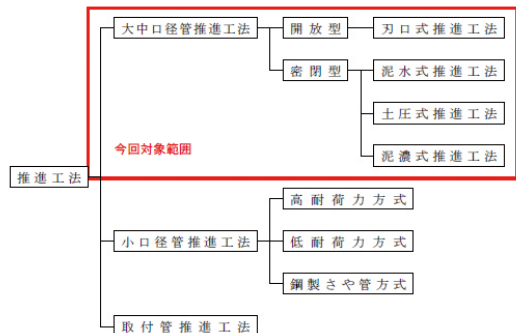 大中口径管推進工法
開放型
刃口式推進工法
密閉型
泥水式推進工法
土圧式推進工法
今回対象範囲
泥濃式推進工法
推進工法
高耐荷力方式
小口径管推進工法
低耐荷力方式
鋼製さや管方式
取付管推進工法